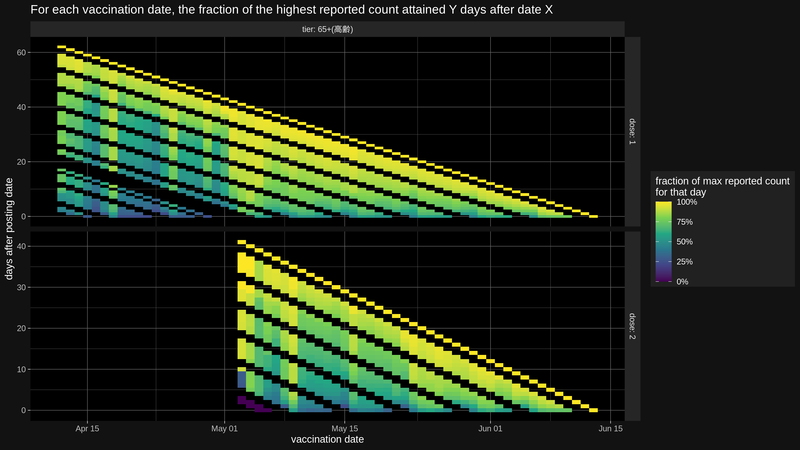 For each vaccination date, the fraction of the highest reported count attained Y days after date X
tier: 65+(高齢)
60
40
20
0
dose: 1
40
30
20
10
0
dose: 2
days after posting date
Apr 15
May 01
May 15
Jun 01
Jun 15
vaccination date
fraction of max reported count
for that day
100%
75%
50%
25%
0%